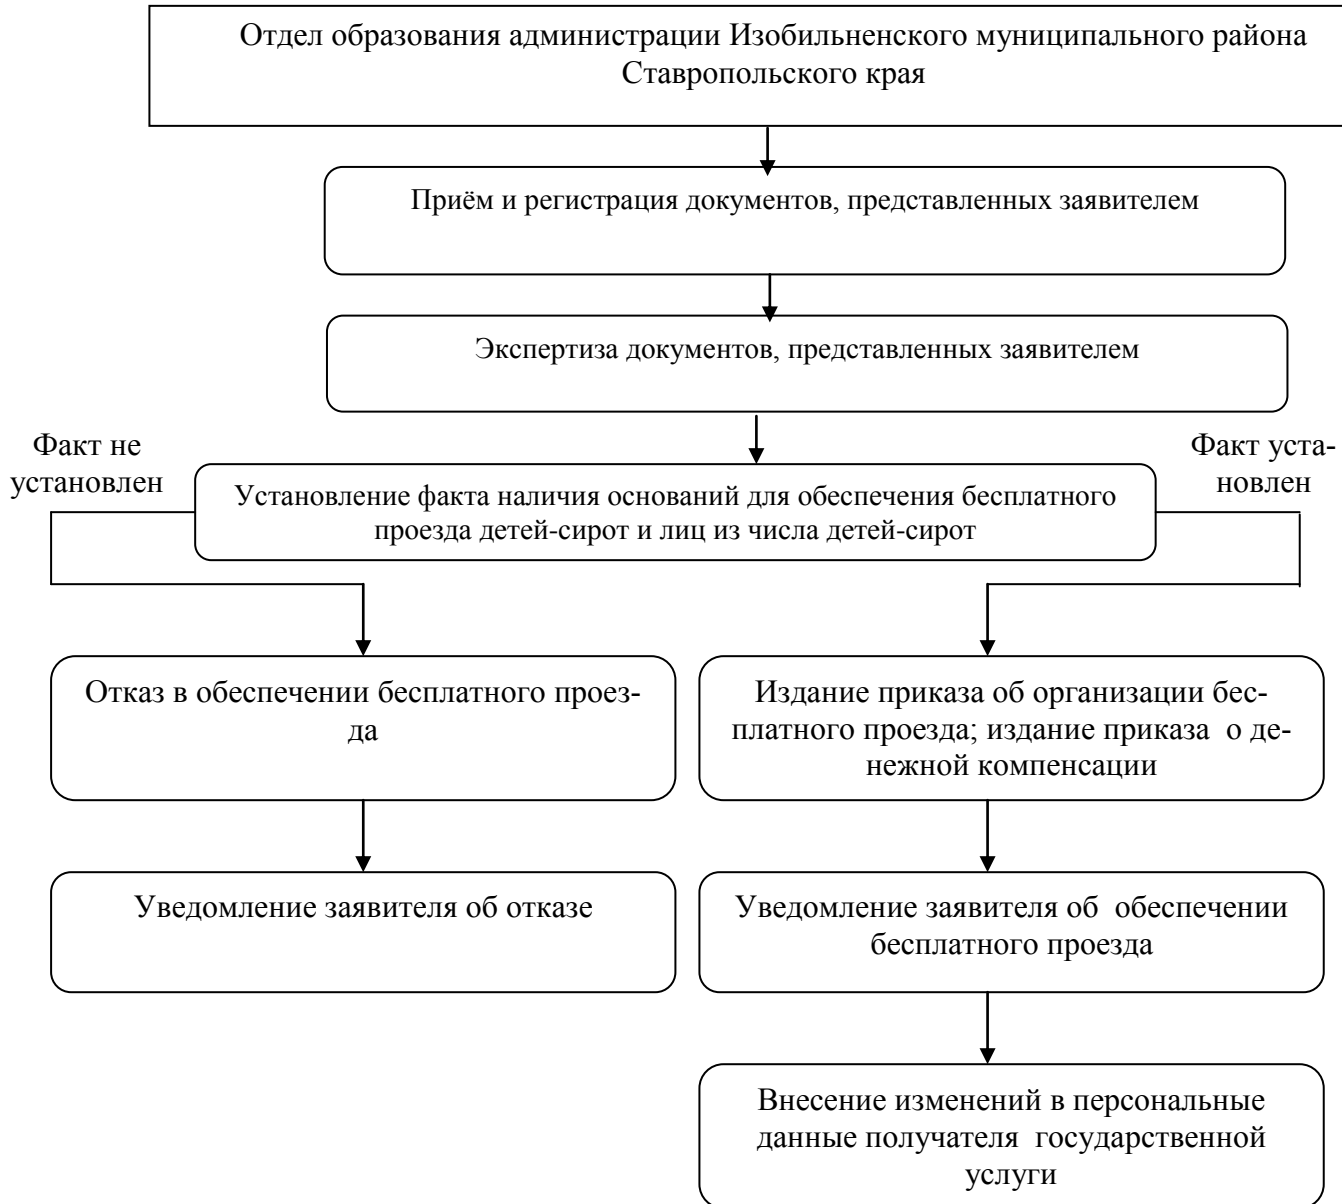 Отдел образования администрации Изобильненского муниципального района
Ставропольского края
Приём и регистрация документов, представленных заявителем
Экспертиза документов, представленных заявителем
Факт не
установлен
Факт уста-
новлен
Установление факта наличия оснований для обеспечения бесплатного
проезда детей-сирот и лиц из числа детей-сирот
Отказ в обеспечении бесплатного проез-
да
Издание приказа об организации бес-
платного проезда; издание приказа  о де-
нежной компенсации
Уведомление заявителя об отказе
Уведомление заявителя об  обеспечении
бесплатного проезда
Внесение изменений в персональные
данные получателя  государственной
услуги